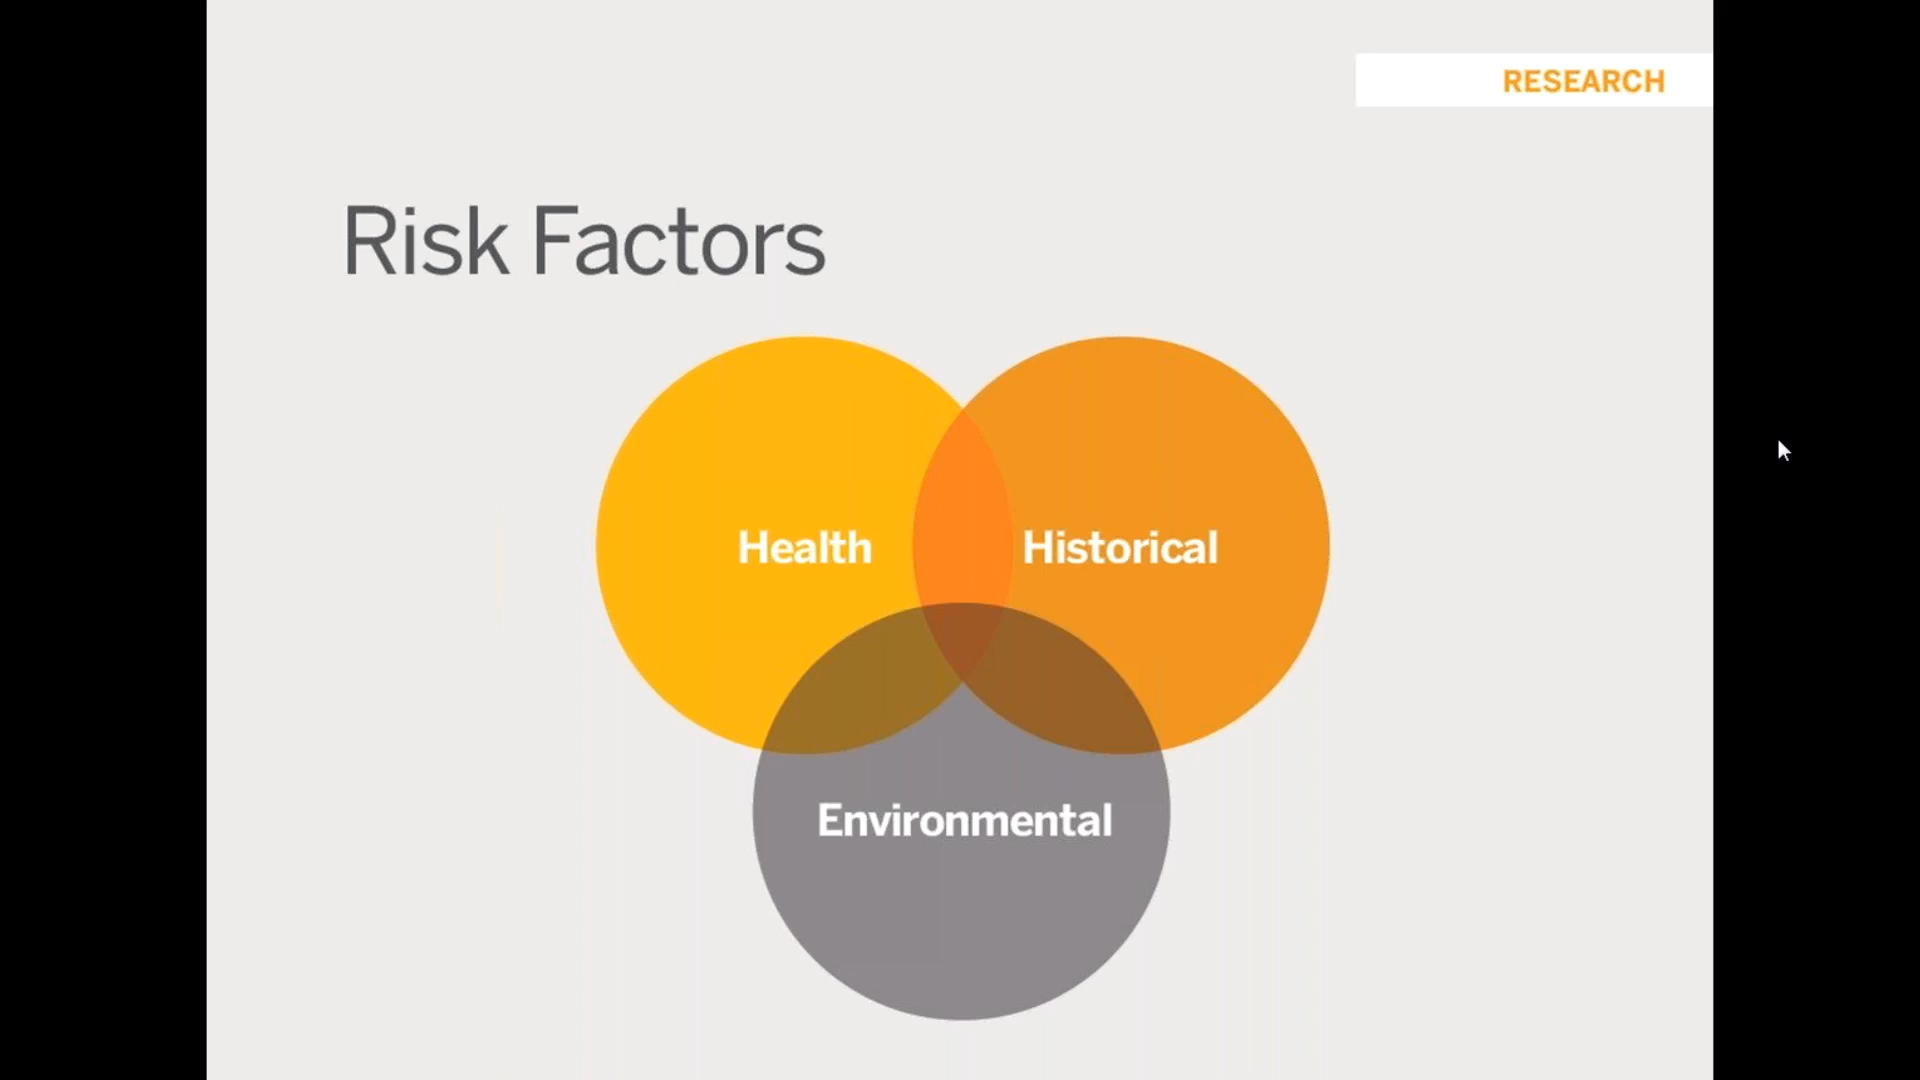 RESEARCH
Risk Factors
Health
Historical
Environmental